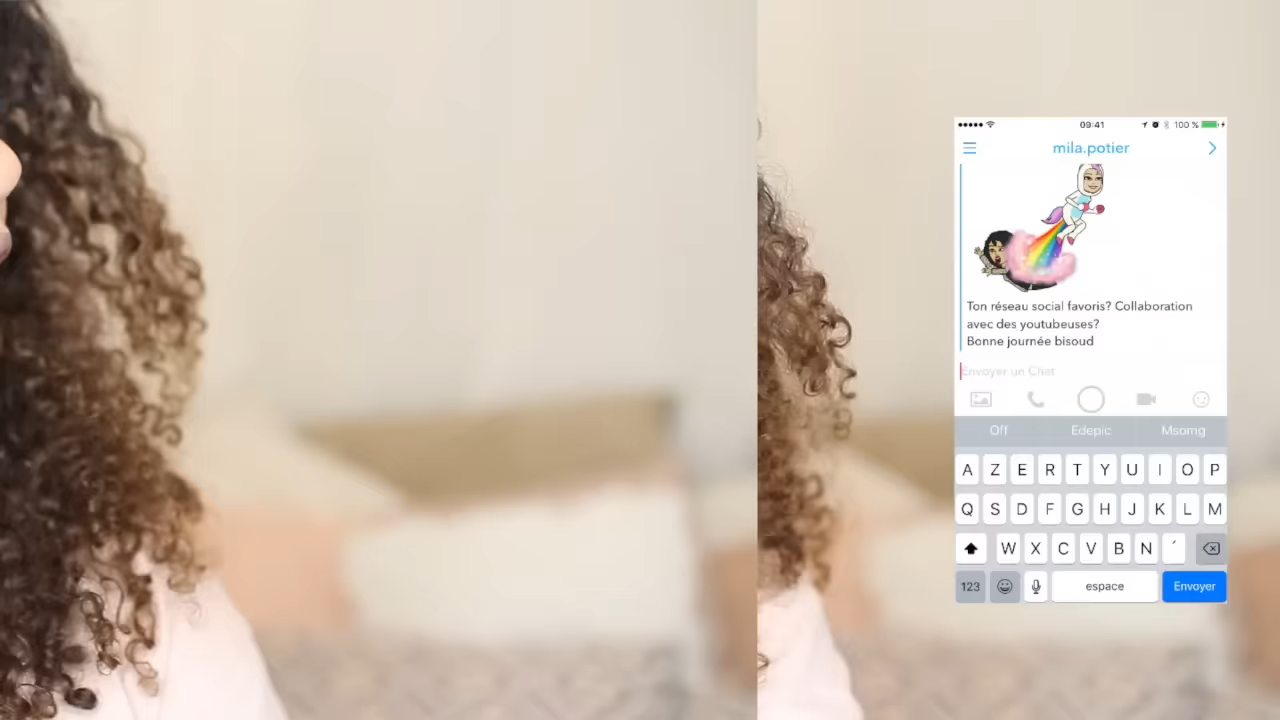 09:41 100 %
mila.potier
Ton réseau social favoris? Collaboration
avec des youtubeuses?
Bonne journée bisoud
Envoyer un Chat
Off Edepic Msomg
A Z E R T Y U I O P
Q S D F G H J K L M
W X C V B N ´
123 espace Envoyer